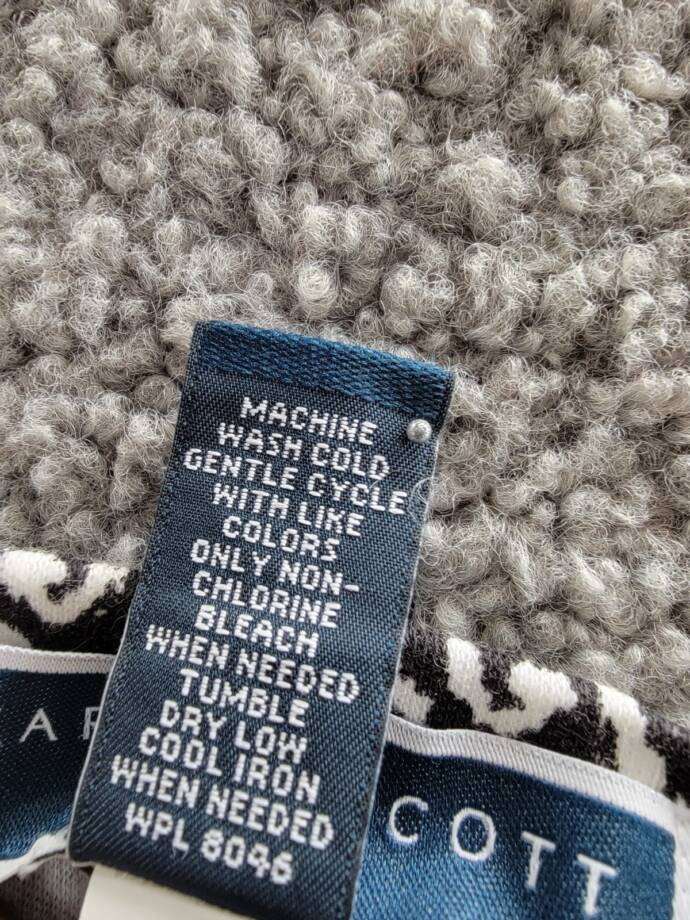 MACHINE
WASH COLD
GENTLE CYCLE
WITH LIKE
COLORS
ONLY NON-
CHLORINE
BLEACH
WHEN NEEDED
TUMBLE
DRY LOW
COOL IRON
WHEN NEEDED
WPL 8046
COTT